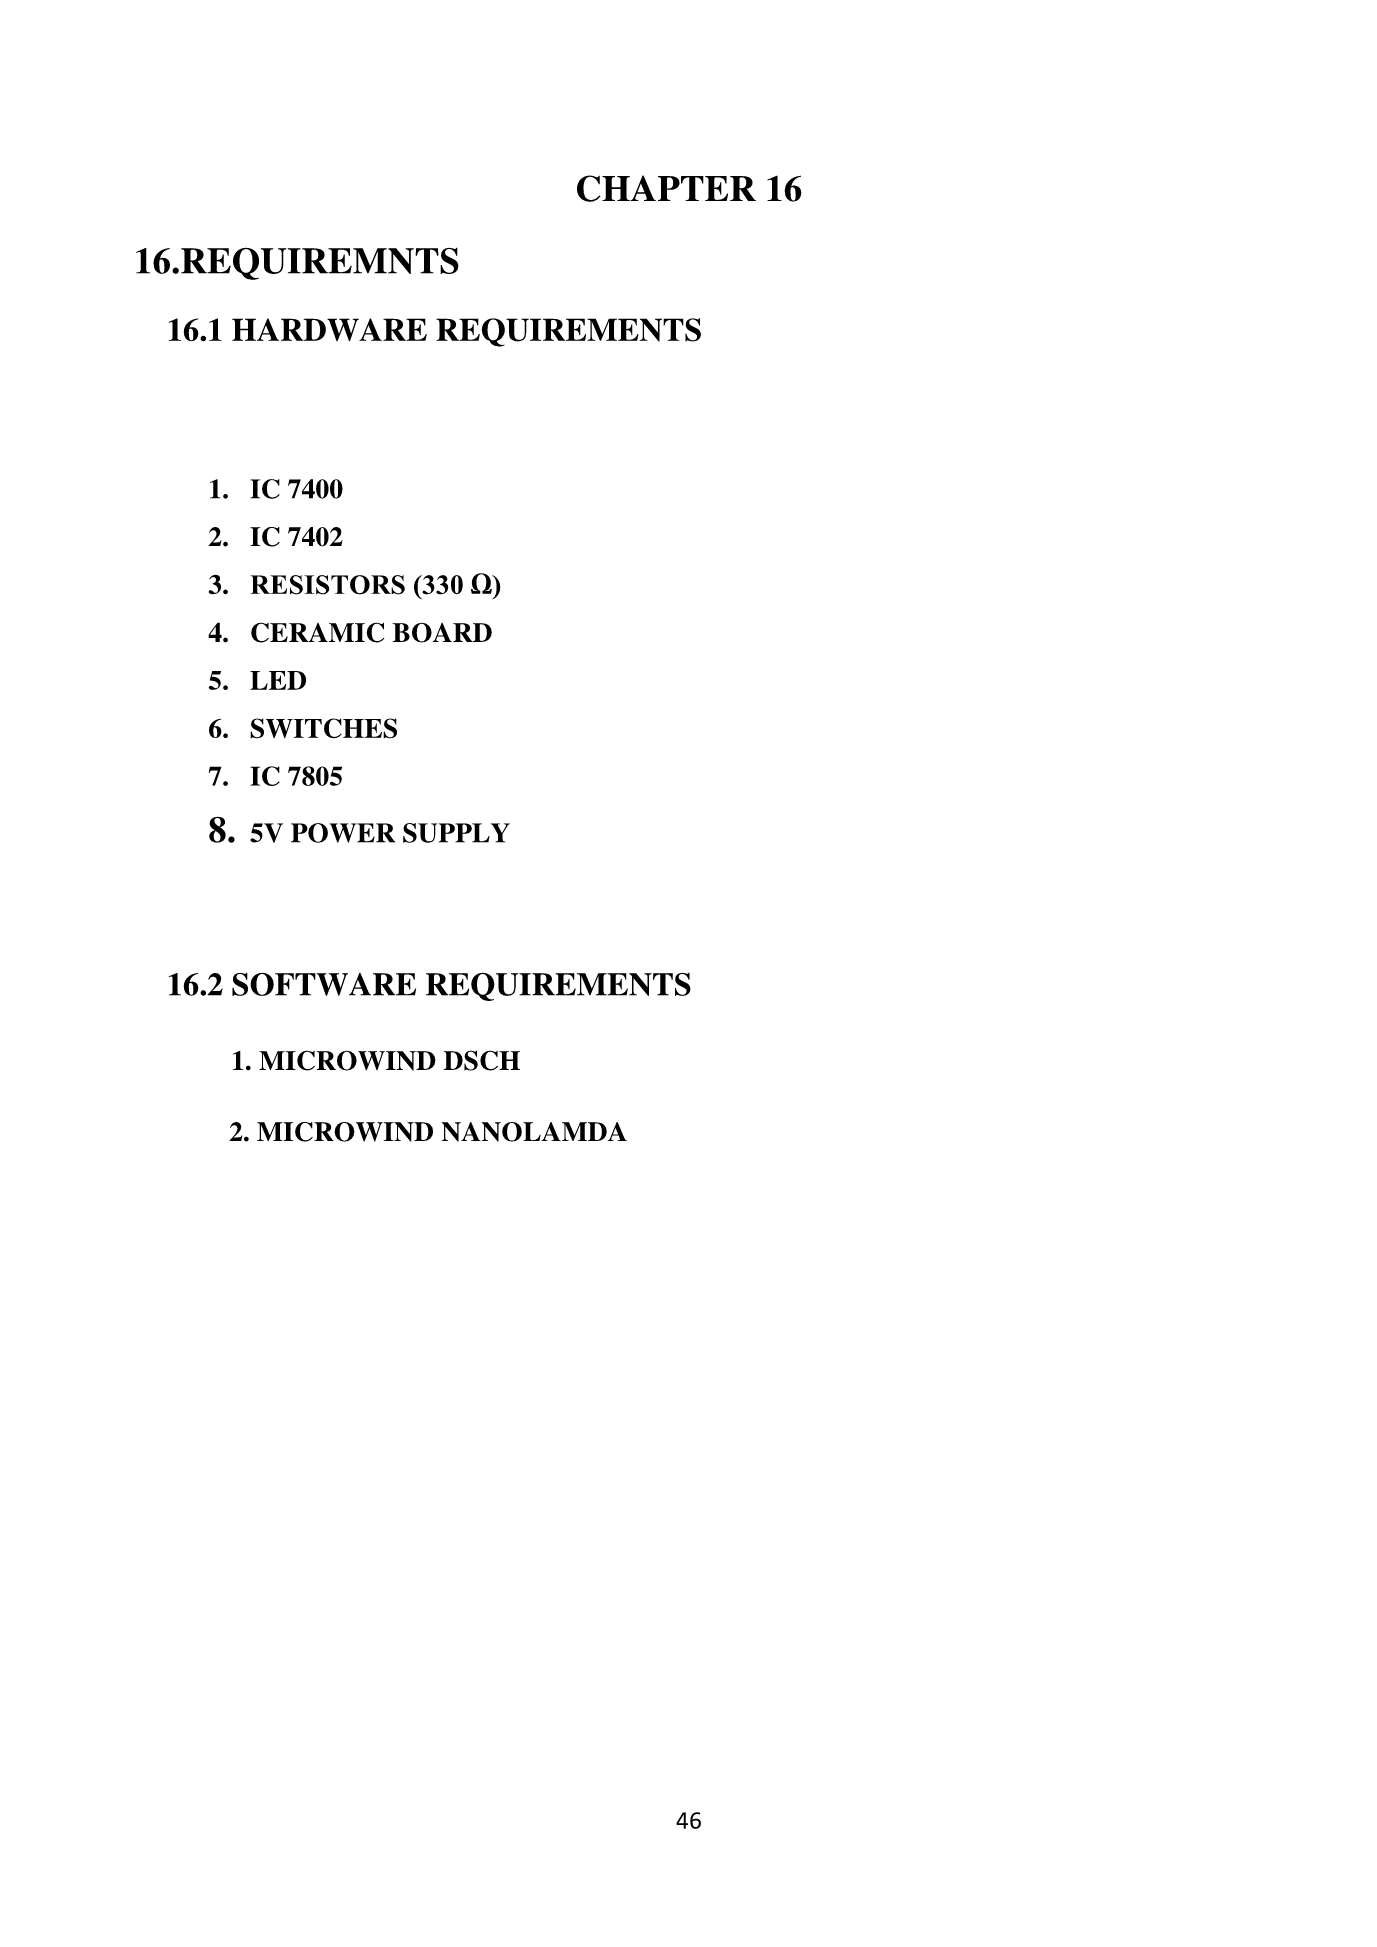 CHAPTER 16
16.REQUIREMNTS
16.1 HARDWARE REQUIREMENTS
1. IC 7400
2. IC 7402
3. RESISTORS (330 Ω)
4. CERAMIC BOARD
5. LED
6. SWITCHES
7. IC 7805
8. 5V POWER SUPPLY
16.2 SOFTWARE REQUIREMENTS
1. MICROWIND DSCH
2. MICROWIND NANOLAMDA
46